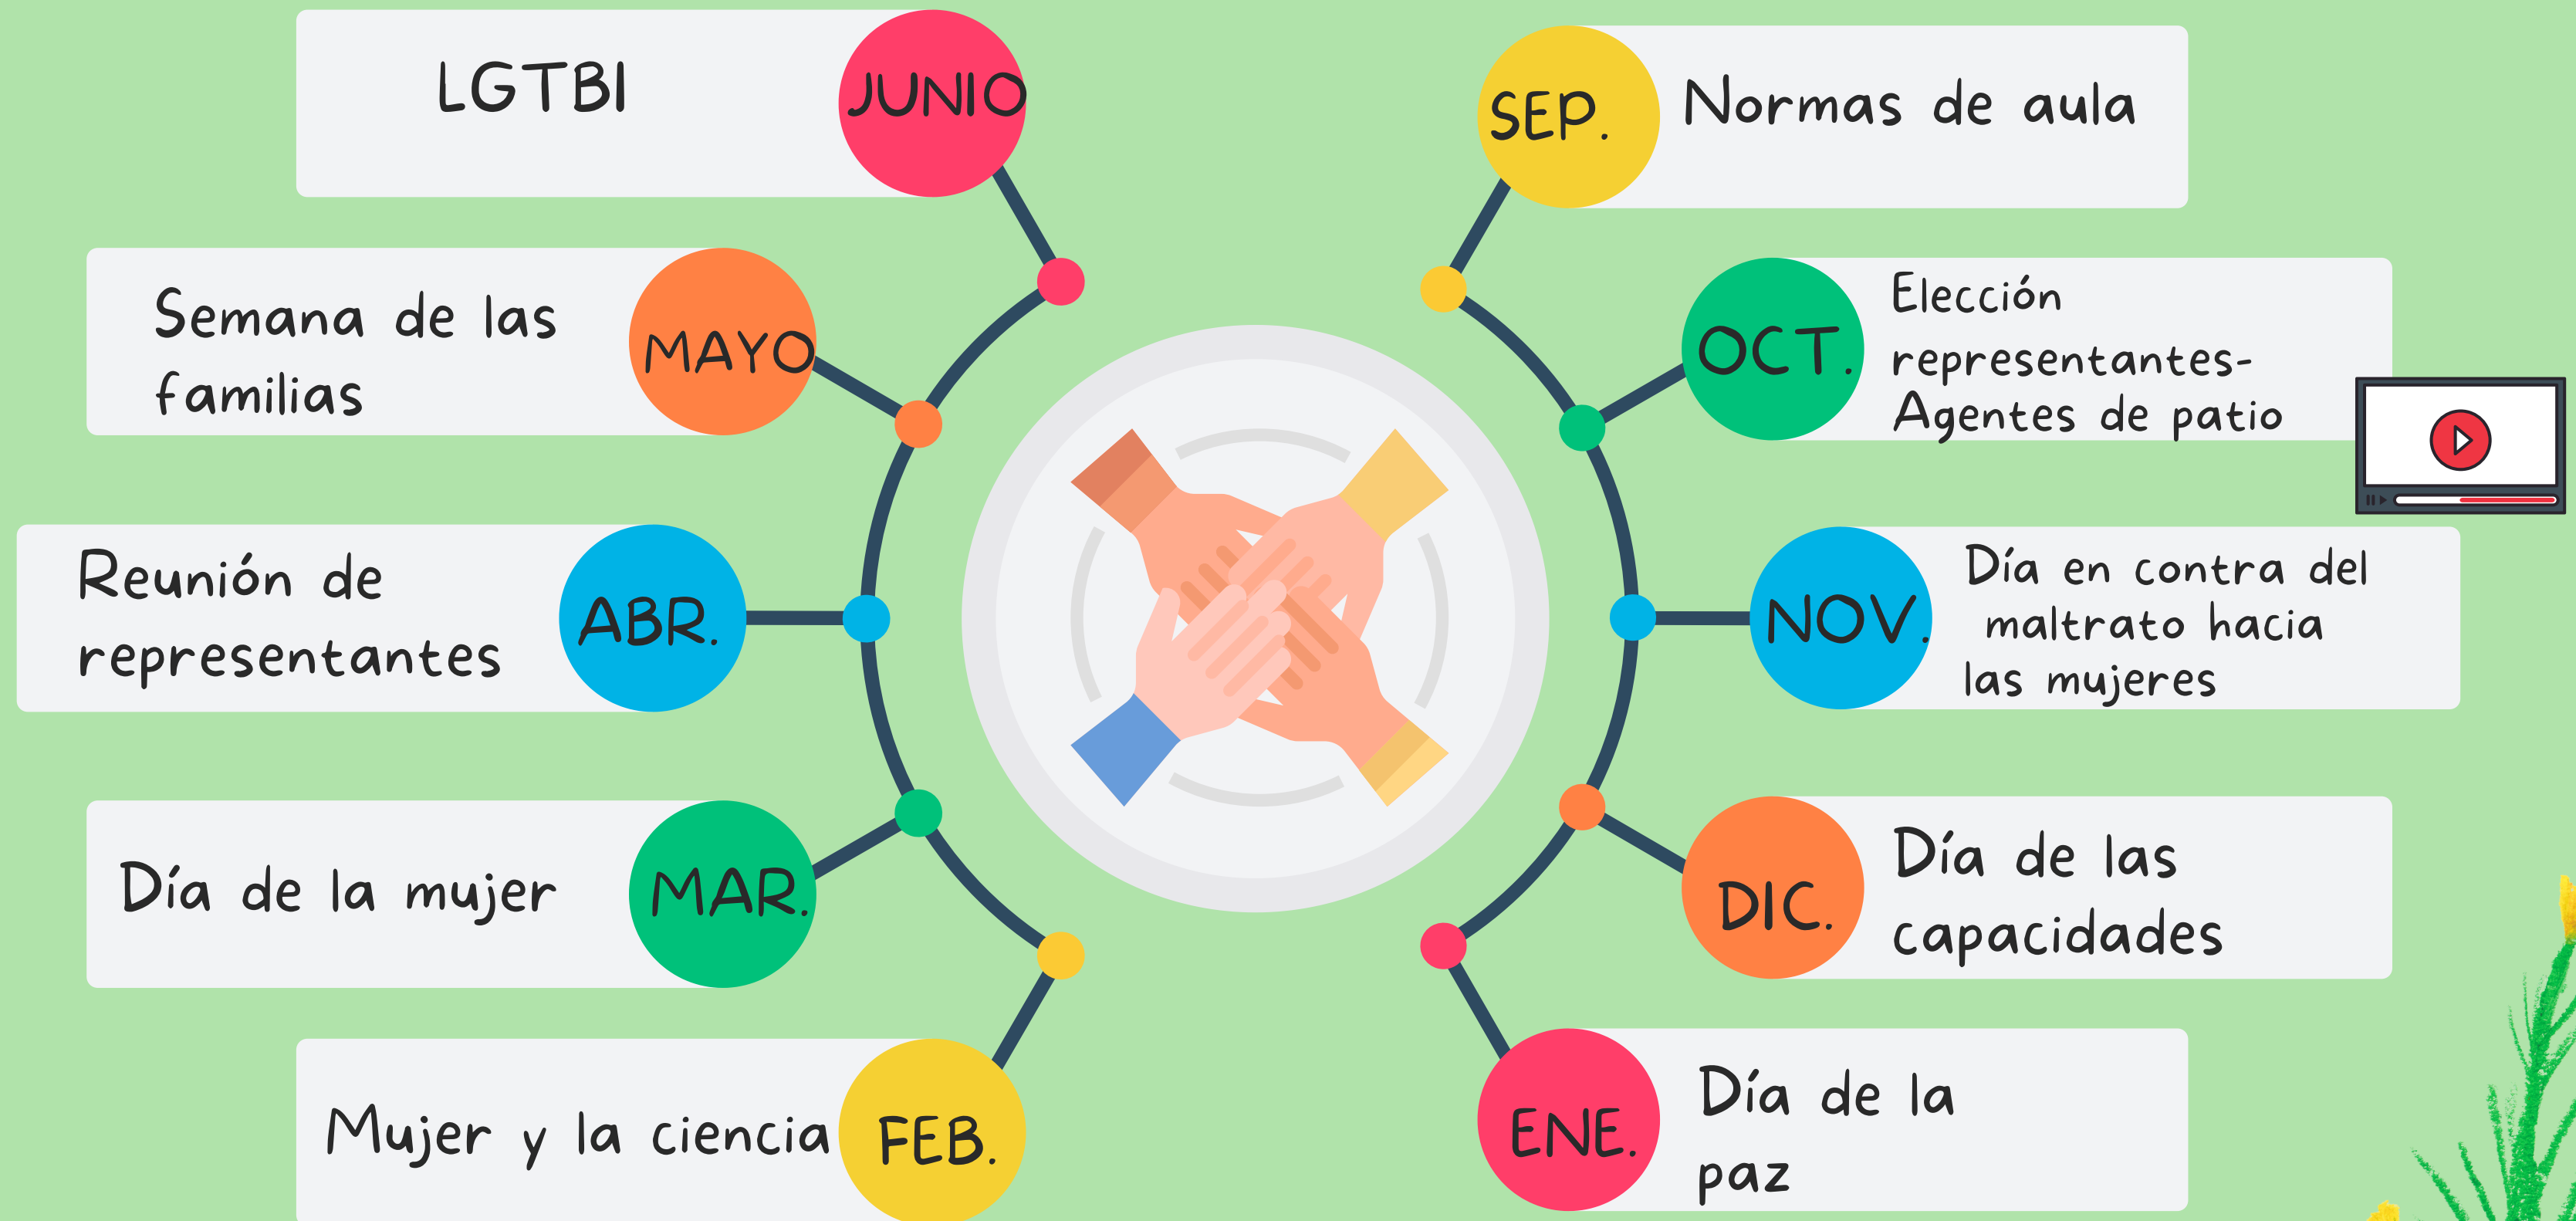 LGTBI
JUNIO
Semana de las
familias
MAYO
Reunión de
representantes
ABR.
Día de la mujer
MAR.
Mujer y la ciencia
FEB.
SEP.
Normas de aula
OCT.
Elección
representantes-
Agentes de patio
NOV.
Día en contra del
maltrato hacia
las mujeres
DIC.
Día de las
capacidades
ENE.
Día de la
paz